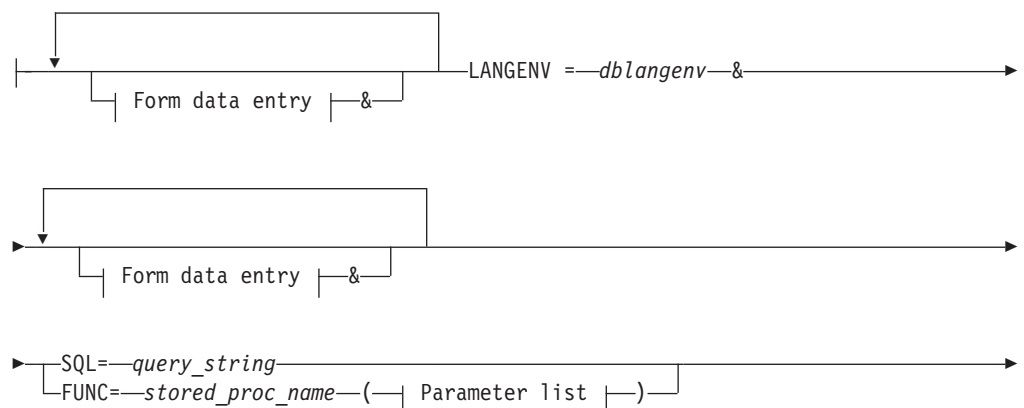 LANGENV = dblangenv &
Form data entry &
Form data entry &
SQL= query_string
FUNC= stored_proc_name ( Parameter list )